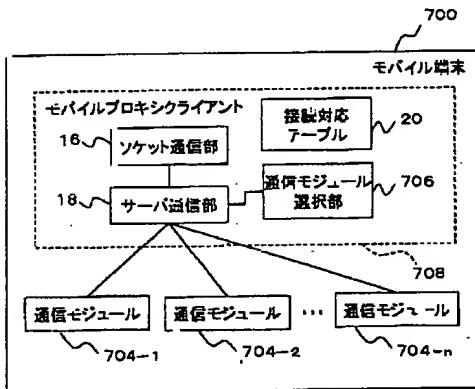 700
モバイル端末
モバイルプロキシクライアント
16
ソケット通信部
接続対応
テーブル
20
18
サーバ通信部
通信モジュール
選択部
706
708
通信モジュール
通信モジュール
…
通信モジュール
704-1
704-2
704-n